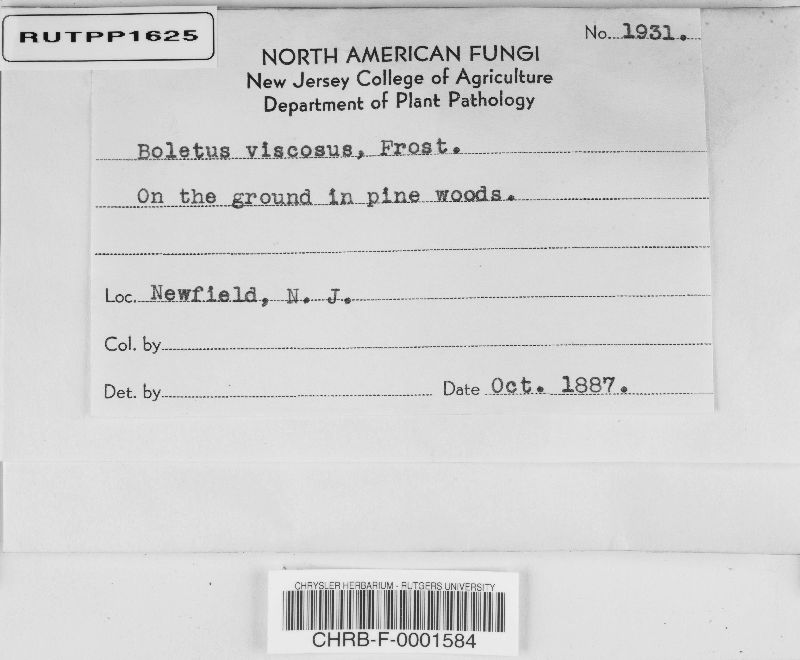 RUTPP1625
No. 1931.
NORTH AMERICAN FUNGI
New Jersey College of Agriculture
Department of Plant Pathology
Boletus viscosus, Frost.
On the ground in pine woods.
Loc. Newfield, N. J.
Col. by
Det. by Date Oct. 1887.
CHRYSLER HERBARIUM - RUTGERS UNIVERSITY
CHRB-F-0001584